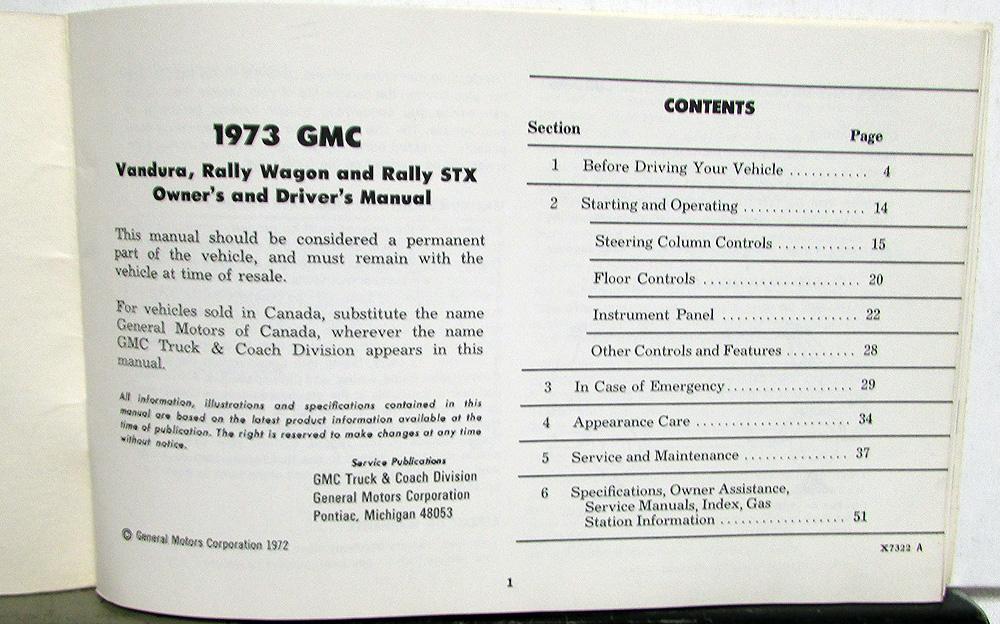 1973 GMC
Vandura, Rally Wagon and Rally STX
Owner's and Driver's Manual
This manual should be considered a permanent
part of the vehicle, and must remain with the
vehicle at time of resale.
For vehicles sold in Canada, substitute the name
General Motors of Canada, wherever the name
GMC Truck & Coach Division appears in this
manual.
All information, illustrations and specifications contained in this
manual are based on the latest product information available at the
time of publication. The right is reserved to make changes at any time
without notice.
Service Publications
GMC Truck & Coach Division
General Motors Corporation
Pontiac, Michigan 48053
© General Motors Corporation 1972
CONTENTS
Section Page
1 Before Driving Your Vehicle ........... 4
2 Starting and Operating ................. 14
Steering Column Controls ............ 15
Floor Controls ...................... 20
Instrument Panel ................... 22
Other Controls and Features .......... 28
3 In Case of Emergency................. 29
4 Appearance Care ..................... 34
5 Service and Maintenance ............... 37
6 Specifications, Owner Assistance,
Service Manuals, Index, Gas
Station Information .................. 51
X7322 A
1